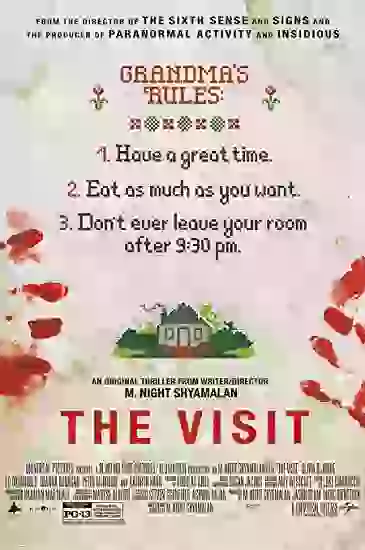 FROM THE DIRECTOR OF THE SIXTH SENSE AND SIGNS AND
THE PRODUCER OF PARANORMAL ACTIVITY AND INSIDIOUS
GRANDMA'S
RULES:
1. Have a great time.
2. Eat as much as you want.
3. Don't ever leave your room
after 9:30 pm.
AN ORIGINAL THRILLER FROM WRITER/DIRECTOR
M. NIGHT SHYAMALAN
THE VISIT
PG-13